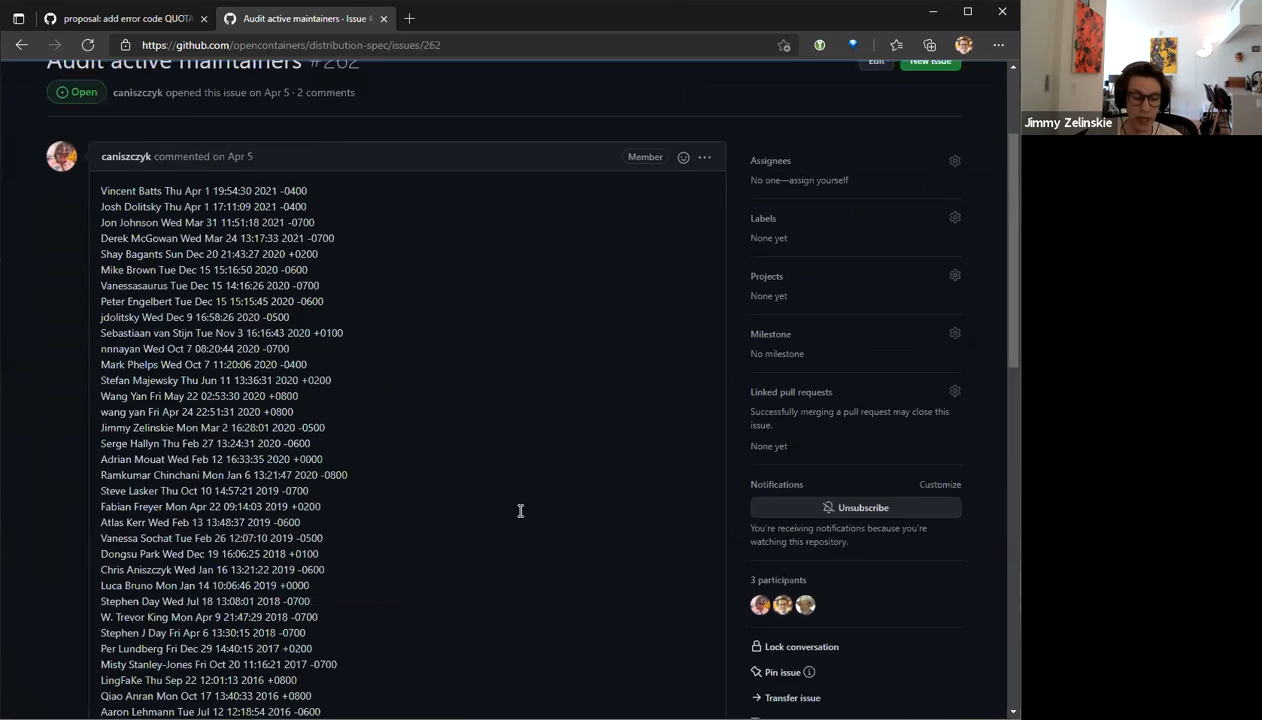 proposal: add error code QUOTA
Audit active maintainers · Issue
https://github.com/opencontainers/distribution-spec/issues/262
Audit active maintainers #262
Edit
New issue
Open
caniszczyk opened this issue on Apr 5 · 2 comments
caniszczyk commented on Apr 5
Member
Vincent Batts Thu Apr 1 19:54:30 2021 -0400
Josh Dolitsky Thu Apr 1 17:11:09 2021 -0400
Jon Johnson Wed Mar 31 11:51:18 2021 -0700
Derek McGowan Wed Mar 24 13:17:33 2021 -0700
Shay Bagants Sun Dec 20 21:43:27 2020 +0200
Mike Brown Tue Dec 15 15:16:50 2020 -0600
Vanessasaurus Tue Dec 15 14:16:26 2020 -0700
Peter Engelbert Tue Dec 15 15:15:45 2020 -0600
jdolitsky Wed Dec 9 16:58:26 2020 -0500
Sebastiaan van Stijn Tue Nov 3 16:16:43 2020 +0100
nnnayan Wed Oct 7 08:20:44 2020 -0700
Mark Phelps Wed Oct 7 11:20:06 2020 -0400
Stefan Majewsky Thu Jun 11 13:36:31 2020 +0200
Wang Yan Fri May 22 02:53:30 2020 +0800
wang yan Fri Apr 24 22:51:31 2020 +0800
Jimmy Zelinskie Mon Mar 2 16:28:01 2020 -0500
Serge Hallyn Thu Feb 27 13:24:31 2020 -0600
Adrian Mouat Wed Feb 12 16:33:35 2020 +0000
Ramkumar Chinchani Mon Jan 6 13:21:47 2020 -0800
Steve Lasker Thu Oct 10 14:57:21 2019 -0700
Fabian Freyer Mon Apr 22 09:14:03 2019 +0200
Atlas Kerr Wed Feb 13 13:48:37 2019 -0600
Vanessa Sochat Tue Feb 26 12:07:10 2019 -0500
Dongsu Park Wed Dec 19 16:06:25 2018 +0100
Chris Aniszczyk Wed Jan 16 13:21:22 2019 -0600
Luca Bruno Mon Jan 14 10:06:46 2019 +0000
Stephen Day Wed Jul 18 13:08:01 2018 -0700
W. Trevor King Mon Apr 9 21:47:29 2018 -0700
Stephen J Day Fri Apr 6 13:30:15 2018 -0700
Per Lundberg Fri Dec 29 14:40:15 2017 +0200
Misty Stanley-Jones Fri Oct 20 11:16:21 2017 -0700
LingFaKe Thu Sep 22 12:01:13 2016 +0800
Qiao Anran Mon Oct 17 13:40:33 2016 +0800
Aaron Lehmann Tue Jul 12 12:18:54 2016 -0600
Assignees
No one—assign yourself
Labels
None yet
Projects
None yet
Milestone
No milestone
Linked pull requests
Successfully merging a pull request may close this
issue.
None yet
Notifications
Customize
Unsubscribe
You're receiving notifications because you're
watching this repository.
3 participants
Lock conversation
Pin issue
Transfer issue
Jimmy Zelinskie